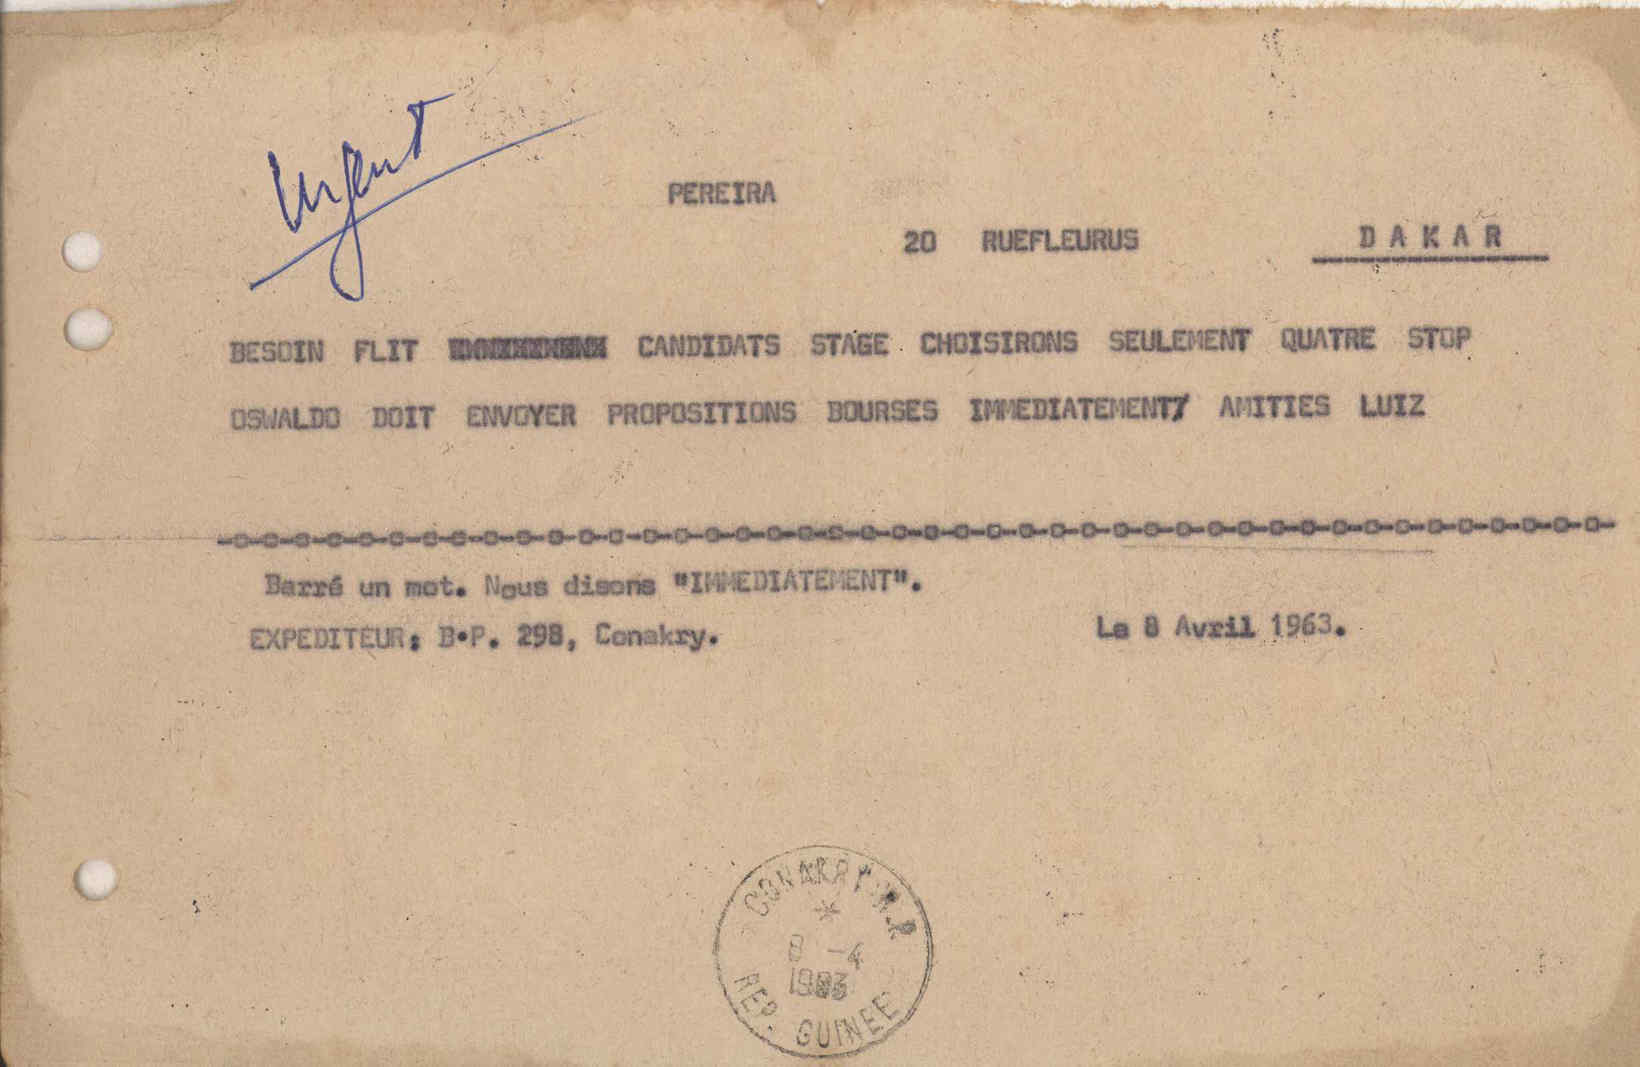 Urgent
PEREIRA
20 RUEFLEURUS DAKAR
BESOIN FLIT CANDIDATS STAGE CHOISIRONS SEULEMENT QUATRE STOP
OSWALDO DOIT ENVOYER PROPOSITIONS BOURSES IMMEDIATEMENT/ AMITIES LUIZ
Barré un mot. Nous disons "IMMEDIATEMENT".
EXPEDITEUR: B.P. 298, Conakry.
Le 8 Avril 1963.
CONAKRY R.P
8 -4
1963
REP. GUINEE